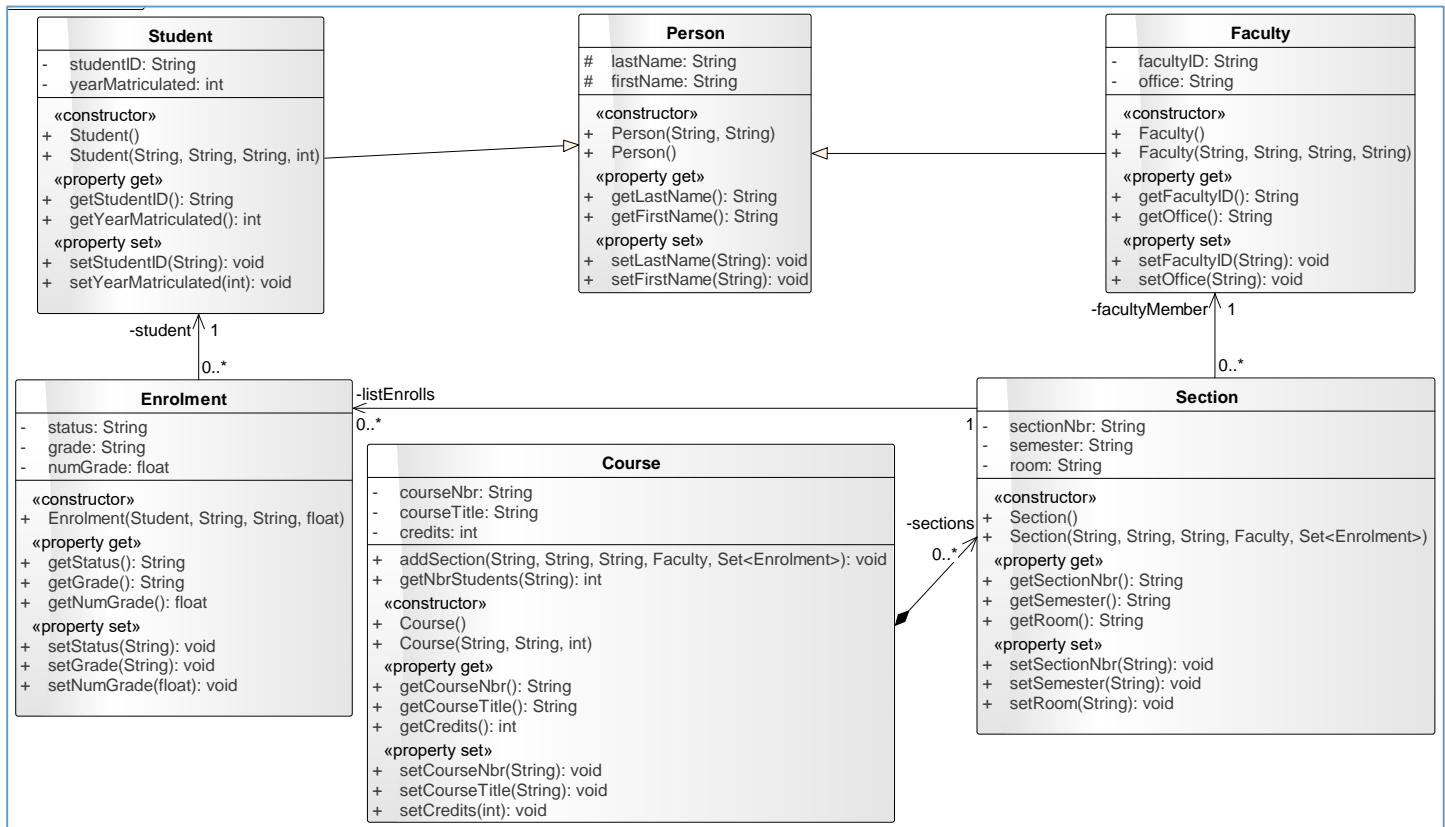 Student
- studentID: String
- yearMatriculated: int
«constructor»
+ Student()
+ Student(String, String, String, int)
«property get»
+ getStudentID(): String
+ getYearMatriculated(): int
«property set»
+ setStudentID(String): void
+ setYearMatriculated(int): void
Person
# lastName: String
# firstName: String
«constructor»
+ Person(String, String)
+ Person()
«property get»
+ getLastName(): String
+ getFirstName(): String
«property set»
+ setLastName(String): void
+ setFirstName(String): void
Faculty
- facultyID: String
- office: String
«constructor»
+ Faculty()
+ Faculty(String, String, String, String)
«property get»
+ getFacultyID(): String
+ getOffice(): String
«property set»
+ setFacultyID(String): void
+ setOffice(String): void
-student 1
0..*
-facultyMember 1
0..*
Enrolment
- status: String
- grade: String
- numGrade: float
«constructor»
+ Enrolment(Student, String, String, float)
«property get»
+ getStatus(): String
+ getGrade(): String
+ getNumGrade(): float
«property set»
+ setStatus(String): void
+ setGrade(String): void
+ setNumGrade(float): void
-listEnrolls
0..*
1
Course
- courseNbr: String
- courseTitle: String
- credits: int
+ addSection(String, String, String, Faculty, Set<Enrolment>): void
+ getNbrStudents(String): int
«constructor»
+ Course()
+ Course(String, String, int)
«property get»
+ getCourseNbr(): String
+ getCourseTitle(): String
+ getCredits(): int
«property set»
+ setCourseNbr(String): void
+ setCourseTitle(String): void
+ setCredits(int): void
-sections
0..*
Section
- sectionNbr: String
- semester: String
- room: String
«constructor»
+ Section()
+ Section(String, String, String, Faculty, Set<Enrolment>)
«property get»
+ getSectionNbr(): String
+ getSemester(): String
+ getRoom(): String
«property set»
+ setSectionNbr(String): void
+ setSemester(String): void
+ setRoom(String): void